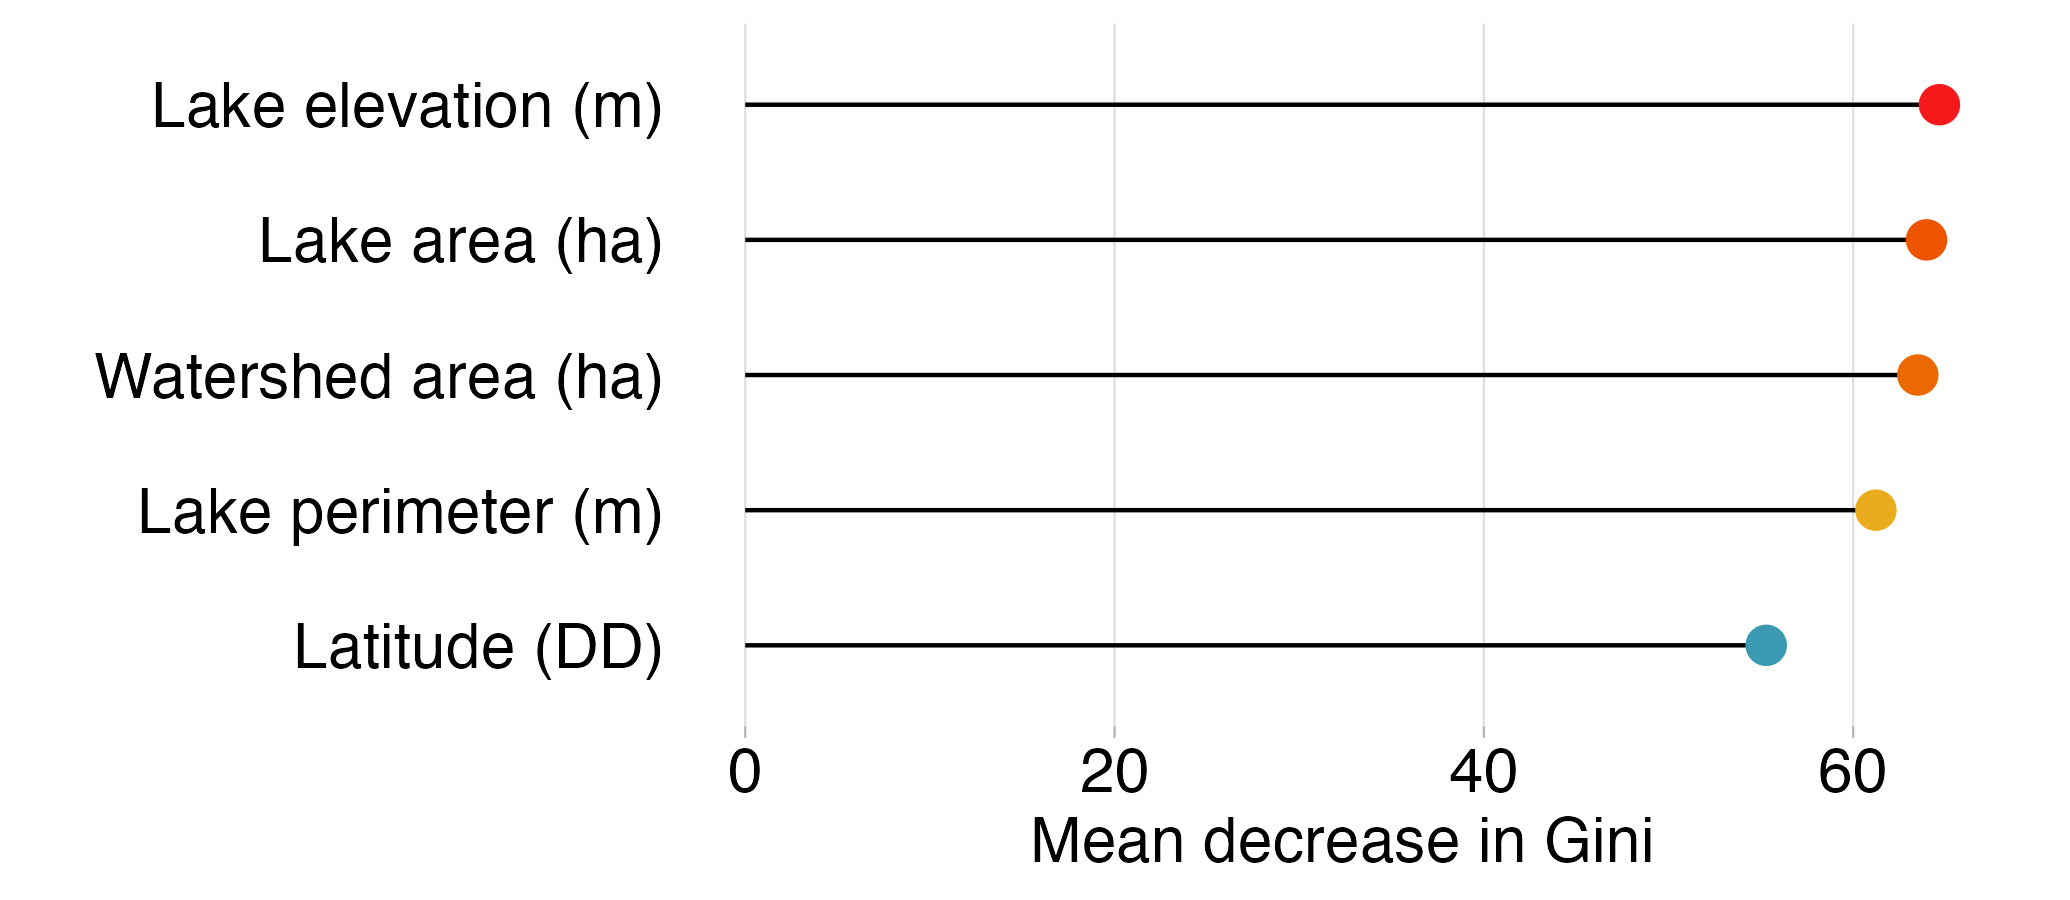 Lake elevation (m)
Lake area (ha)
Watershed area (ha)
Lake perimeter (m)
Latitude (DD)
0 20 40 60
Mean decrease in Gini